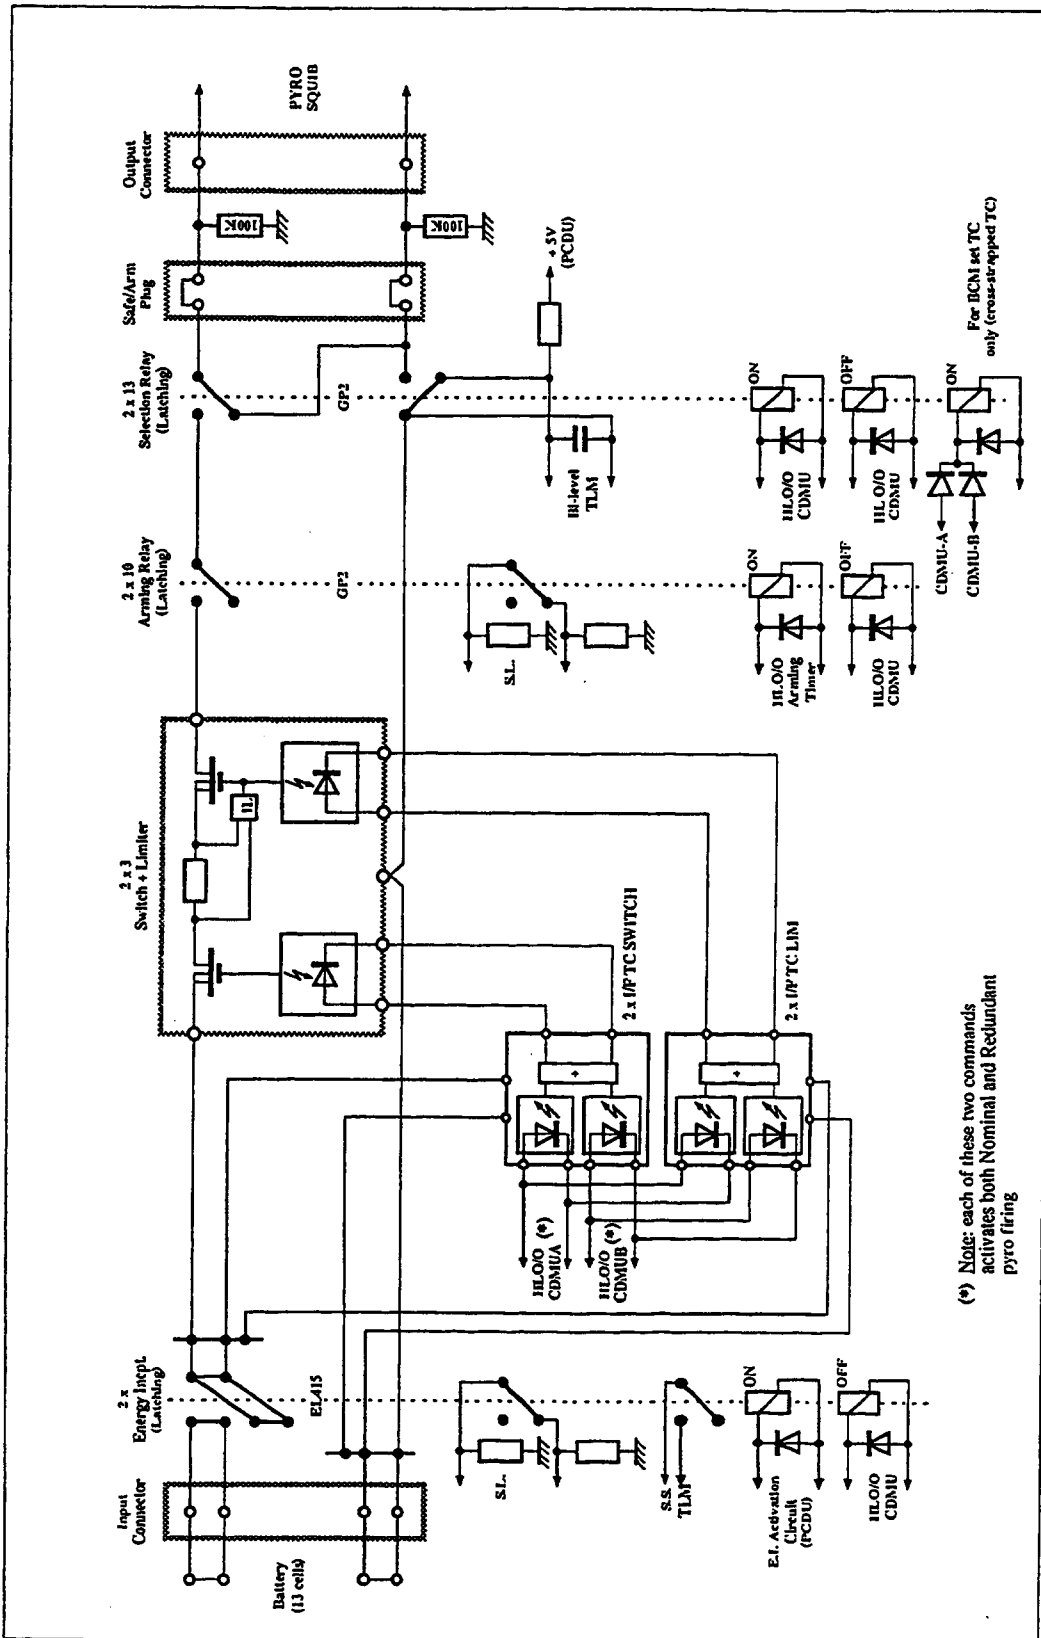 Input
Connector
Battery
(13 cells)
2 x
Energy Incpt.
(Latching)
EL415
S.L.
S.S.
TLM
ON
E.I. Activation
Circuit
(PCDU)
OFF
HLO/O
CDMU
2 x 3
Switch + Limiter
IL
2 x I/F TC SWITCH
+
HLO/O (*)
CDMUA
HLO/O (*)
CDMUB
2 x I/F TC LIM
+
(*) Note: each of these two commands
activates both Nominal and Redundant
pyro firing
2 x 10
Arming Relay
(Latching)
GP2
S.L.
ON
HLO/O
Arming
Timer
OFF
HLO/O
CDMU
2 x 13
Selection Relay
(Latching)
GP2
Bi-level
TLM
+ 5V
(PCDU)
ON
HLO/O
CDMU
OFF
HLO/O
CDMU
ON
CDMU-A
CDMU-B
For BCM set TC
only (cross-strapped TC)
Safe/Arm
Plug
100K
100K
Output
Connector
PYRO
SQUIB